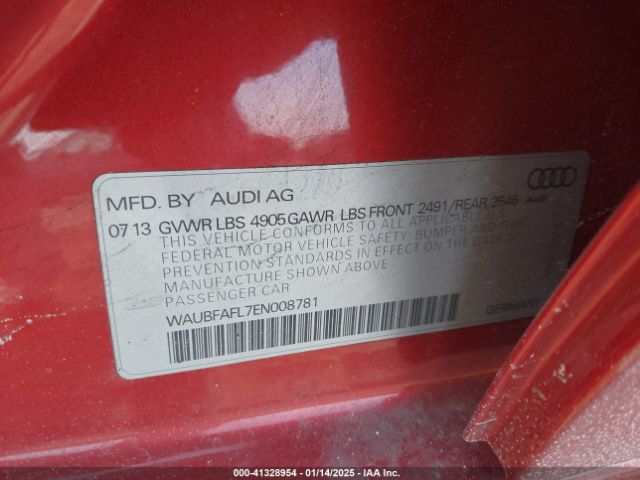 MFD. BY AUDI AG
07 13 GVWR LBS 4905 GAWR LBS FRONT 2491/REAR 2546
Audi
THIS VEHICLE CONFORMS TO ALL APPLICABLE U.S.
FEDERAL MOTOR VEHICLE SAFETY, BUMPER AND THEFT
PREVENTION STANDARDS IN EFFECT ON THE DATE OF
MANUFACTURE SHOWN ABOVE
PASSENGER CAR
WAUBFAFL7EN008781
GERMANY
000-41328954 - 01/14/2025 - IAA Inc.